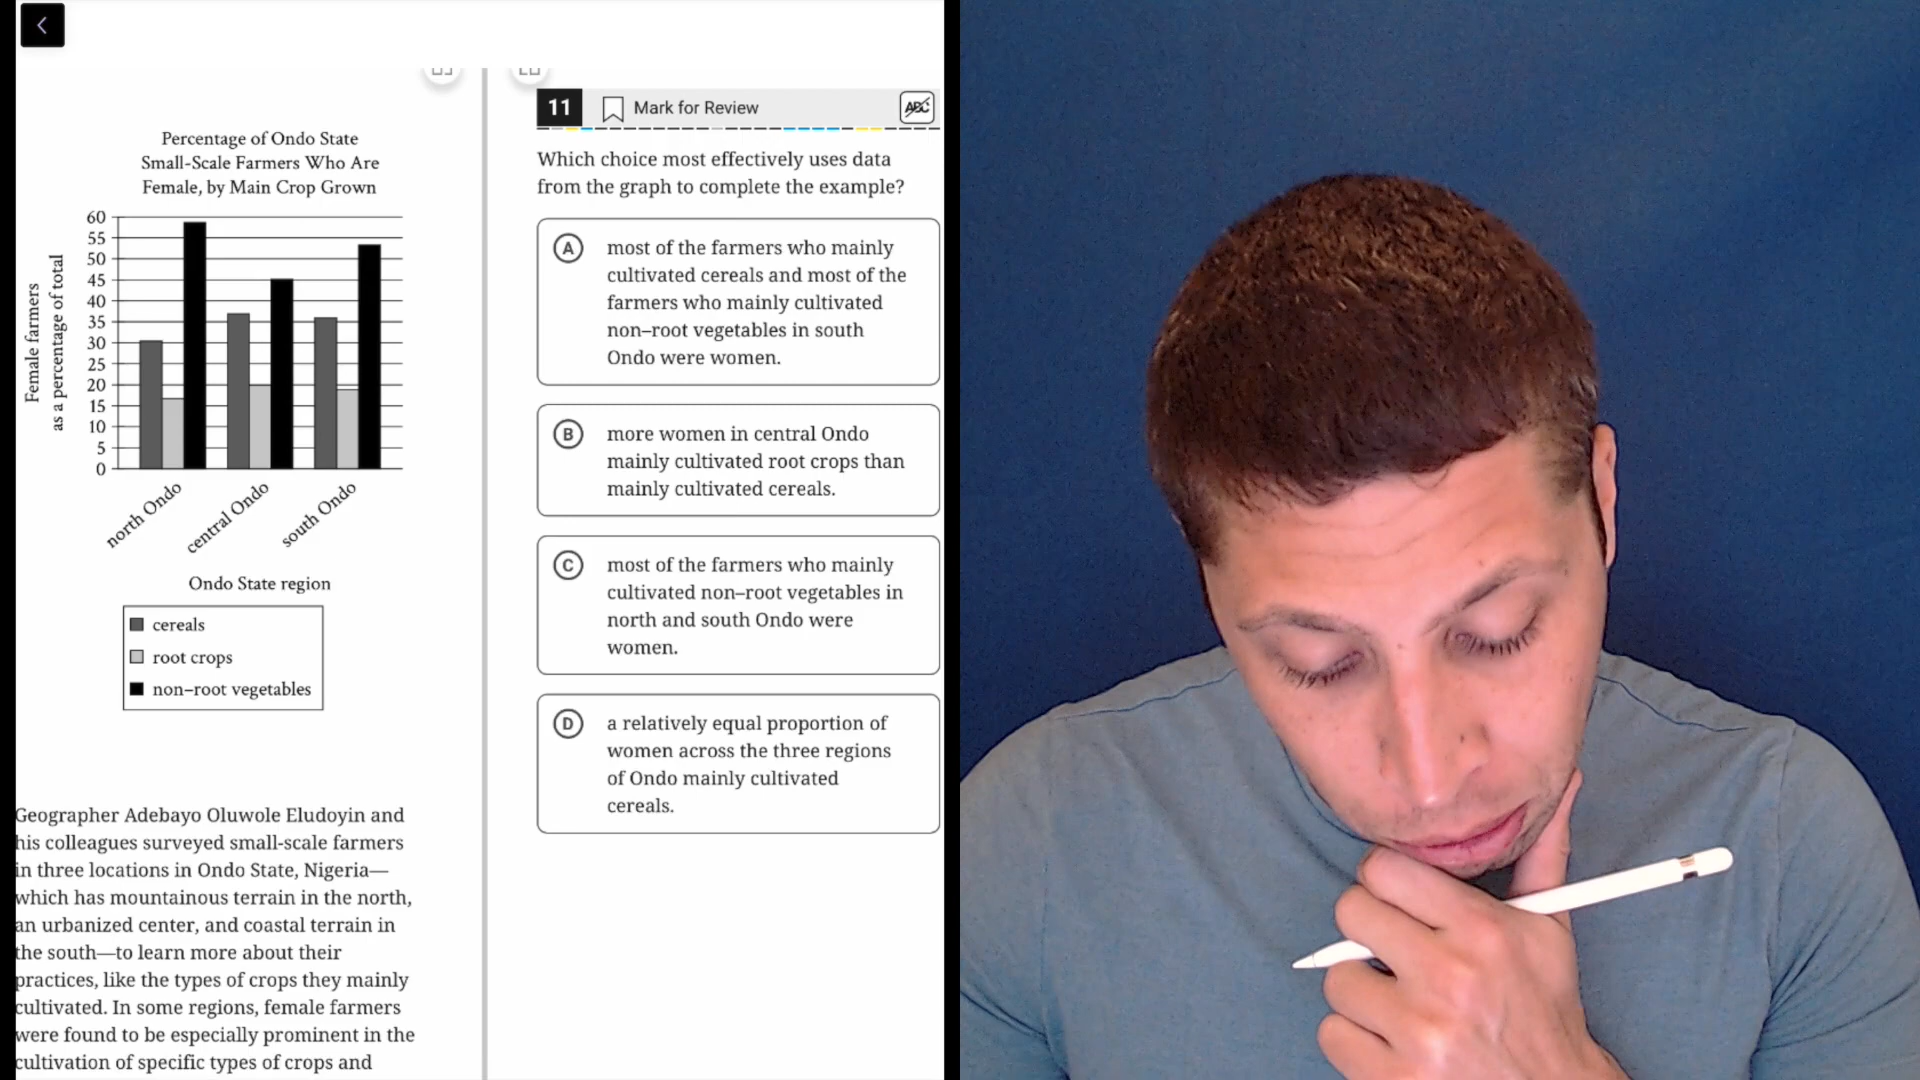 Percentage of Ondo State
Small-Scale Farmers Who Are
Female, by Main Crop Grown
Female farmers
as a percentage of total
60
55
50
45
40
35
30
25
20
15
10
5
0
north Ondo
central Ondo
south Ondo
Ondo State region
cereals
root crops
non–root vegetables
Geographer Adebayo Oluwole Eludoyin and
his colleagues surveyed small-scale farmers
in three locations in Ondo State, Nigeria—
which has mountainous terrain in the north,
an urbanized center, and coastal terrain in
the south—to learn more about their
practices, like the types of crops they mainly
cultivated. In some regions, female farmers
were found to be especially prominent in the
cultivation of specific types of crops and
11 Mark for Review ABC
Which choice most effectively uses data
from the graph to complete the example?
A most of the farmers who mainly
cultivated cereals and most of the
farmers who mainly cultivated
non–root vegetables in south
Ondo were women.
B more women in central Ondo
mainly cultivated root crops than
mainly cultivated cereals.
C most of the farmers who mainly
cultivated non–root vegetables in
north and south Ondo were
women.
D a relatively equal proportion of
women across the three regions
of Ondo mainly cultivated
cereals.